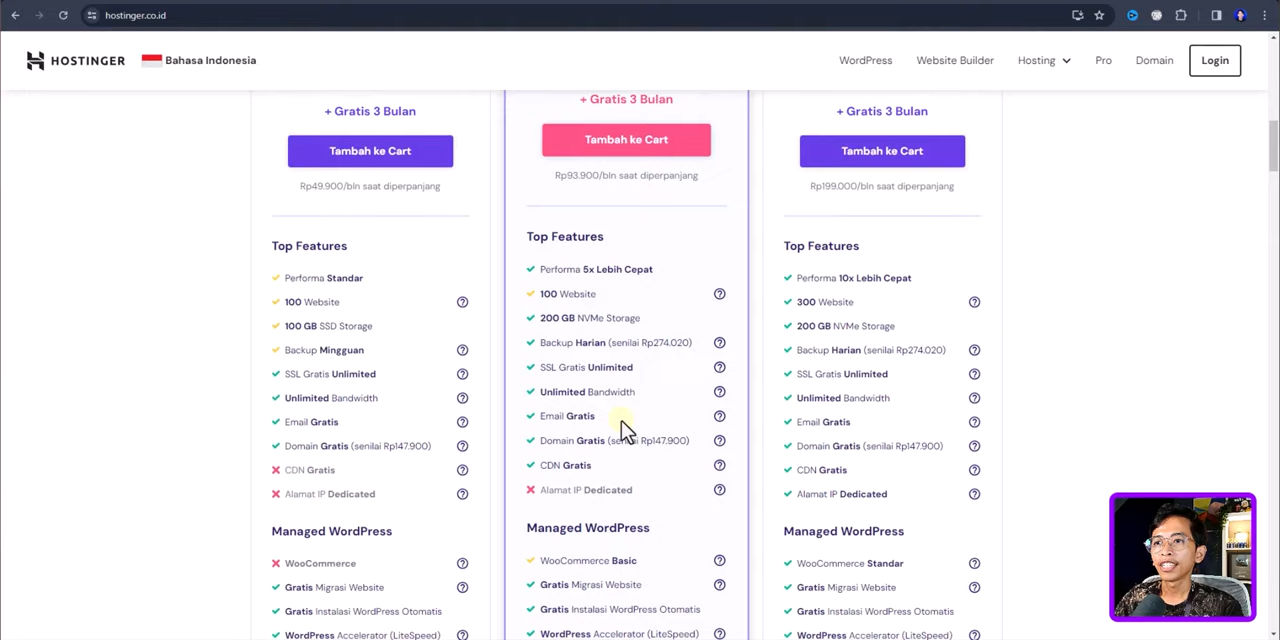 hostinger.co.id
HOSTINGER
Bahasa Indonesia
WordPress
Website Builder
Hosting
Pro
Domain
Login
+ Gratis 3 Bulan
Tambah ke Cart
Rp49.900/bln saat diperpanjang
Top Features
Performa Standar
100 Website
100 GB SSD Storage
Backup Mingguan
SSL Gratis Unlimited
Unlimited Bandwidth
Email Gratis
Domain Gratis (senilai Rp147.900)
CDN Gratis
Alamat IP Dedicated
Managed WordPress
WooCommerce
Gratis Migrasi Website
Gratis Instalasi WordPress Otomatis
WordPress Accelerator (LiteSpeed)
+ Gratis 3 Bulan
Tambah ke Cart
Rp93.900/bln saat diperpanjang
Top Features
Performa 5x Lebih Cepat
100 Website
200 GB NVMe Storage
Backup Harian (senilai Rp274.020)
SSL Gratis Unlimited
Unlimited Bandwidth
Email Gratis
Domain Gratis (senilai Rp147.900)
CDN Gratis
Alamat IP Dedicated
Managed WordPress
WooCommerce Basic
Gratis Migrasi Website
Gratis Instalasi WordPress Otomatis
WordPress Accelerator (LiteSpeed)
+ Gratis 3 Bulan
Tambah ke Cart
Rp199.000/bln saat diperpanjang
Top Features
Performa 10x Lebih Cepat
300 Website
200 GB NVMe Storage
Backup Harian (senilai Rp274.020)
SSL Gratis Unlimited
Unlimited Bandwidth
Email Gratis
Domain Gratis (senilai Rp147.900)
CDN Gratis
Alamat IP Dedicated
Managed WordPress
WooCommerce Standar
Gratis Migrasi Website
Gratis Instalasi WordPress Otomatis
WordPress Accelerator (LiteSpeed)